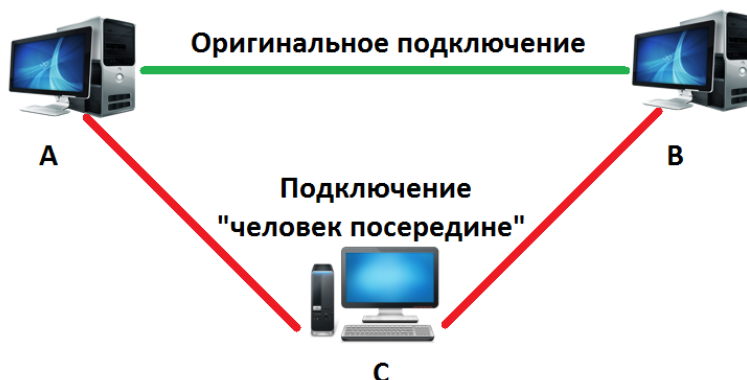 Оригинальное подключение
A
B
Подключение
"человек посередине"
C